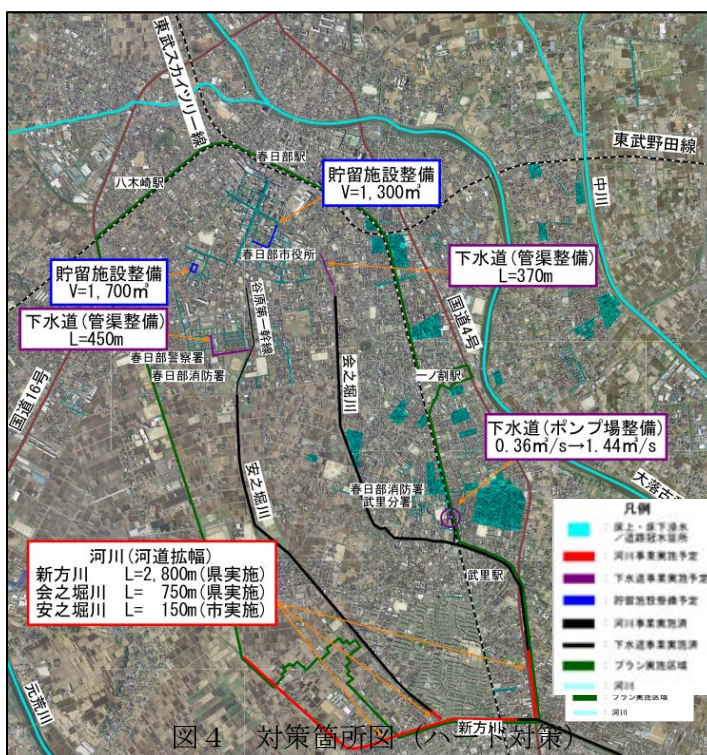 東武スカイツリー線
春日部駅
八木崎駅
東武野田線
中川
貯留施設整備
V=1,300㎥
春日部市役所
貯留施設整備
V=1,700㎥
下水道(管渠整備)
L=370m
下水道(管渠整備)
L=450m
谷原第一幹線
国道4号
春日部警察署
春日部消防署
国道16号
会之堀川
一ノ割駅
下水道(ポンプ場整備)
0.36㎥/s→1.44㎥/s
安之堀川
春日部消防署
武里分署
大落古
武里駅
河川(河道拡幅)
新方川 L=2,800m(県実施)
会之堀川 L= 750m(県実施)
安之堀川 L= 150m(市実施)
凡例
床上・床下浸水
/道路冠水箇所
河川事業実施予定
下水道事業実施予定
貯留施設整備予定
河川事業実施済
下水道事業実施済
プラン実施区域
河川
プラン実施区域
河川
元荒川
新方川
図4 対策箇所図(ハード対策)